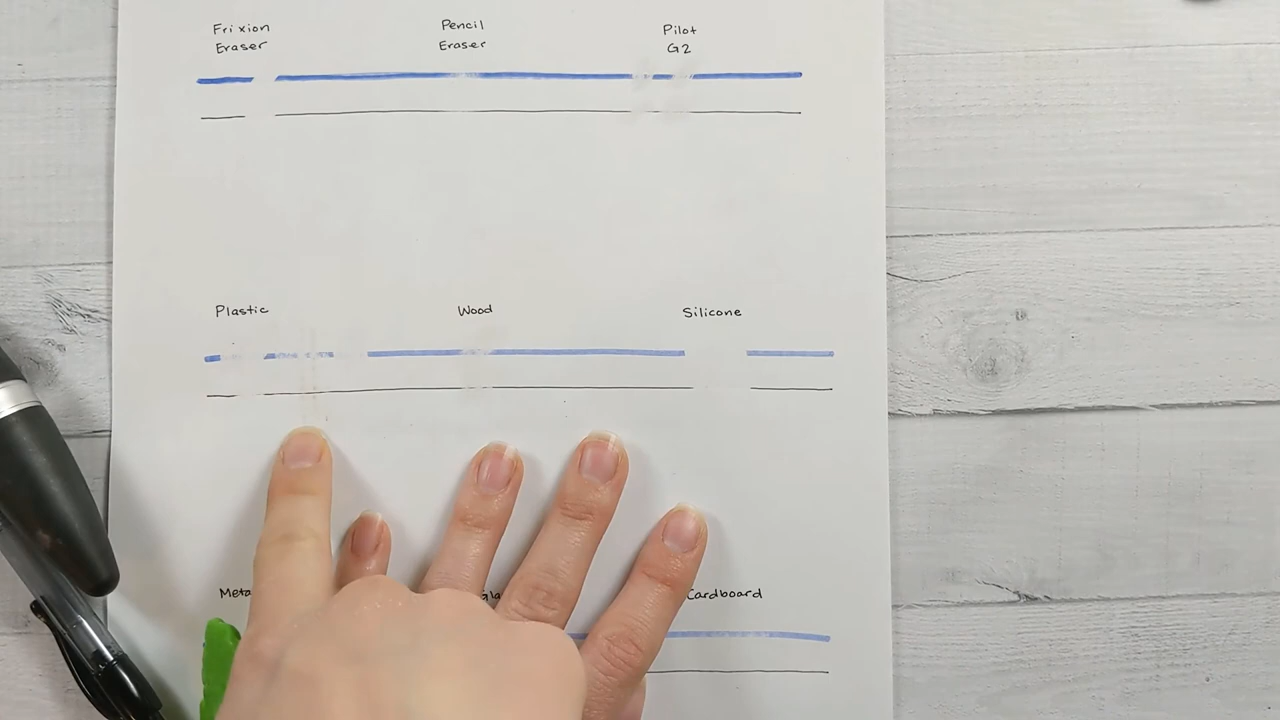 Frixion
Eraser
Pencil
Eraser
Pilot
G2
Plastic
Wood
Silicone
Cardboard